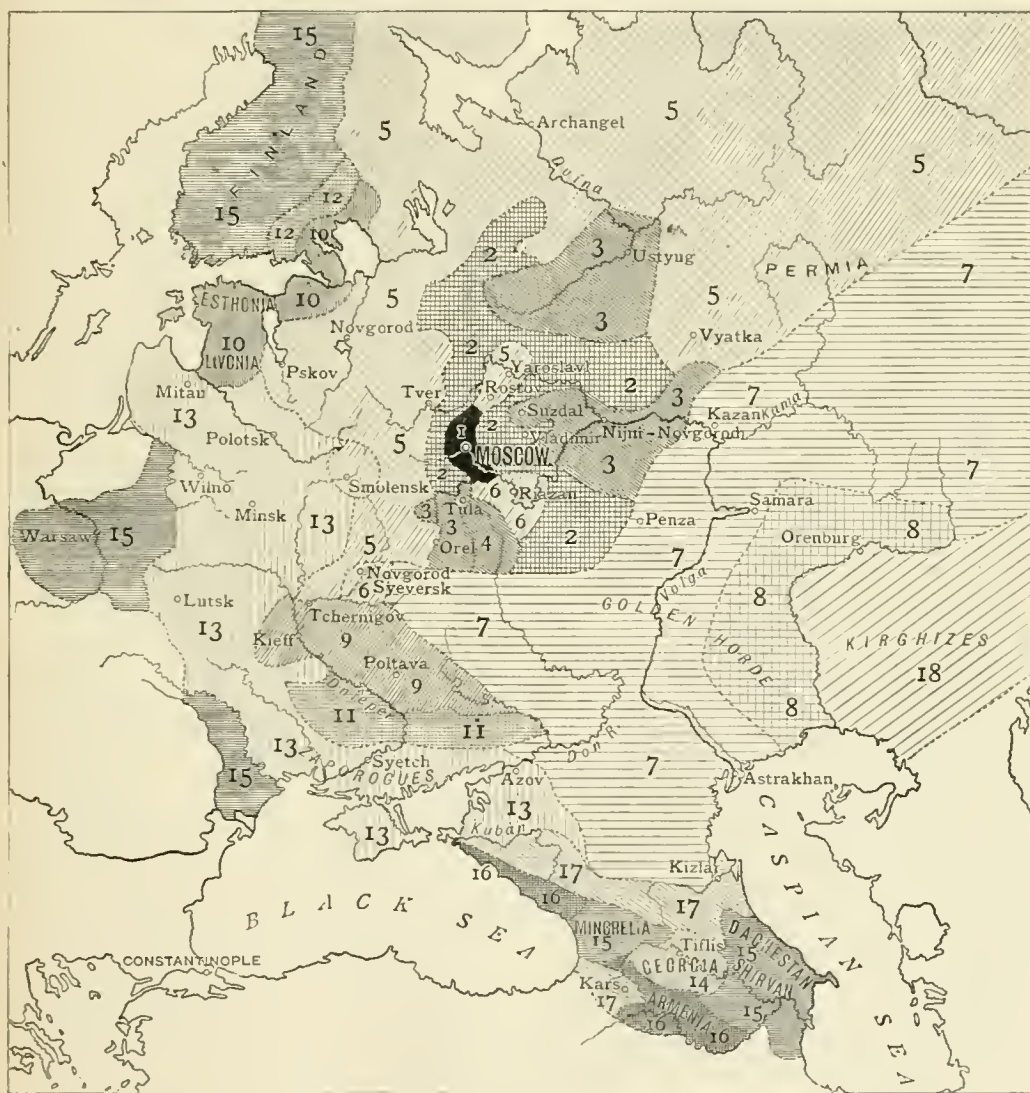 15
FINLAND
5
Archangel
5
Dvina
5
12
15
12
10
2
3
Ustyug
PERMIA
7
ESTHONIA
10
5
Novgorod
3
5
Vyatka
10
LIVONIA
Pskov
2
5
Yaroslavl
Rostov
2
3
7
Kama
Mitau
13
Tver
Suzdal
Kazan
Polotsk
5
1
2
Vladimir
Nijni-Novgorod
MOSCOW
3
7
Wilno
Smolensk
2
6
Riazan
Samara
Minsk
13
3
Tula
3
6
2
Penza
Warsaw
15
5
Orel
4
7
Orenburg
8
Novgorod
Syeversk
6
Volga
8
Lutsk
Tchernigov
GOLDEN HORDE
KIRGHIZES
13
Kieff
9
7
18
Poltava
9
Dnieper
11
11
8
13
ZAPOROGUES
Don R.
15
Syetch
7
Azov
Astrakhan
13
13
Kuban
CASPIAN SEA
16
17
Kizlar
BLACK SEA
16
17
MINGRELIA
15
Tiflis
DAGHESTAN
15
CONSTANTINOPLE
GEORGIA
14
SHIRVAN
Kars
17
ARMENIA
15
16
16